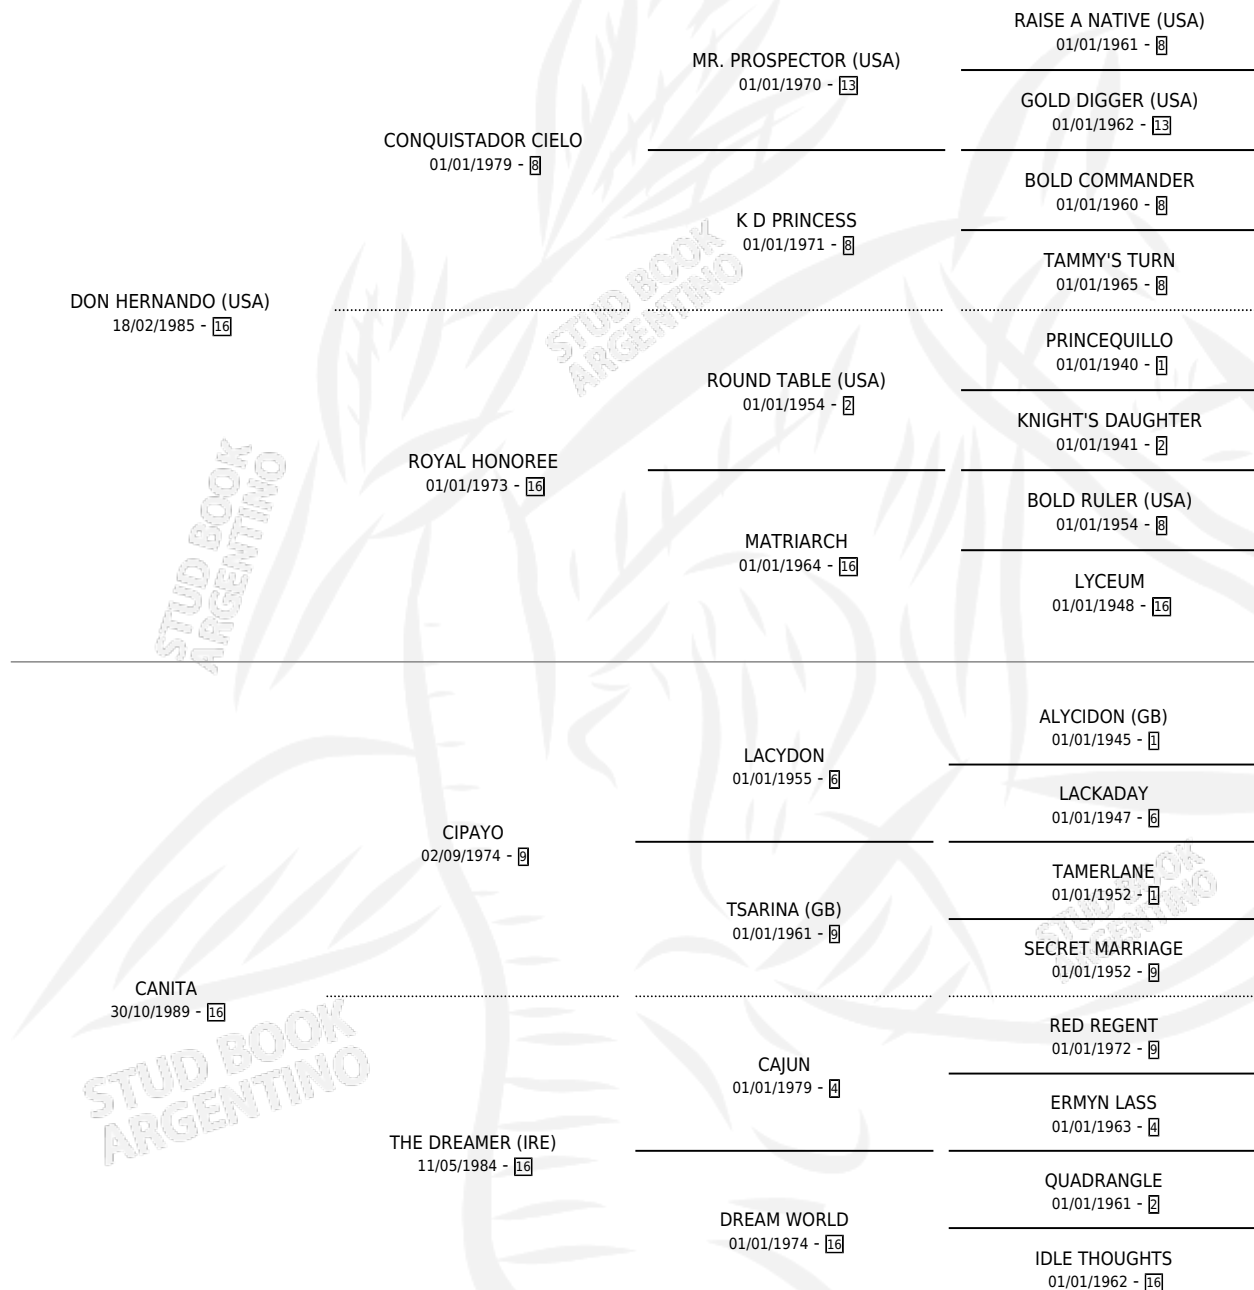 RAISE A NATIVE (USA)
01/01/1961 - 8
MR. PROSPECTOR (USA)
01/01/1970 - 13
GOLD DIGGER (USA)
01/01/1962 - 13
CONQUISTADOR CIELO
01/01/1979 - 8
BOLD COMMANDER
01/01/1960 - 8
K D PRINCESS
01/01/1971 - 8
TAMMY'S TURN
01/01/1965 - 8
DON HERNANDO (USA)
18/02/1985 - 16
PRINCEQUILLO
01/01/1940 - 1
ROUND TABLE (USA)
01/01/1954 - 2
KNIGHT'S DAUGHTER
01/01/1941 - 2
ROYAL HONOREE
01/01/1973 - 16
BOLD RULER (USA)
01/01/1954 - 8
MATRIARCH
01/01/1964 - 16
LYCEUM
01/01/1948 - 16
ALYCIDON (GB)
01/01/1945 - 1
LACYDON
01/01/1955 - 6
LACKADAY
01/01/1947 - 6
CIPAYO
02/09/1974 - 9
TAMERLANE
01/01/1952 - 1
TSARINA (GB)
01/01/1961 - 9
SECRET MARRIAGE
01/01/1952 - 9
CANITA
30/10/1989 - 16
RED REGENT
01/01/1972 - 9
CAJUN
01/01/1979 - 4
ERMYN LASS
01/01/1963 - 4
THE DREAMER (IRE)
11/05/1984 - 16
QUADRANGLE
01/01/1961 - 2
DREAM WORLD
01/01/1974 - 16
IDLE THOUGHTS
01/01/1962 - 16
STUD BOOK
ARGENTINO
STUD BOOK
ARGENTINO
STUD BOOK
ARGENTINO
STUD BOOK
ARGENTINO